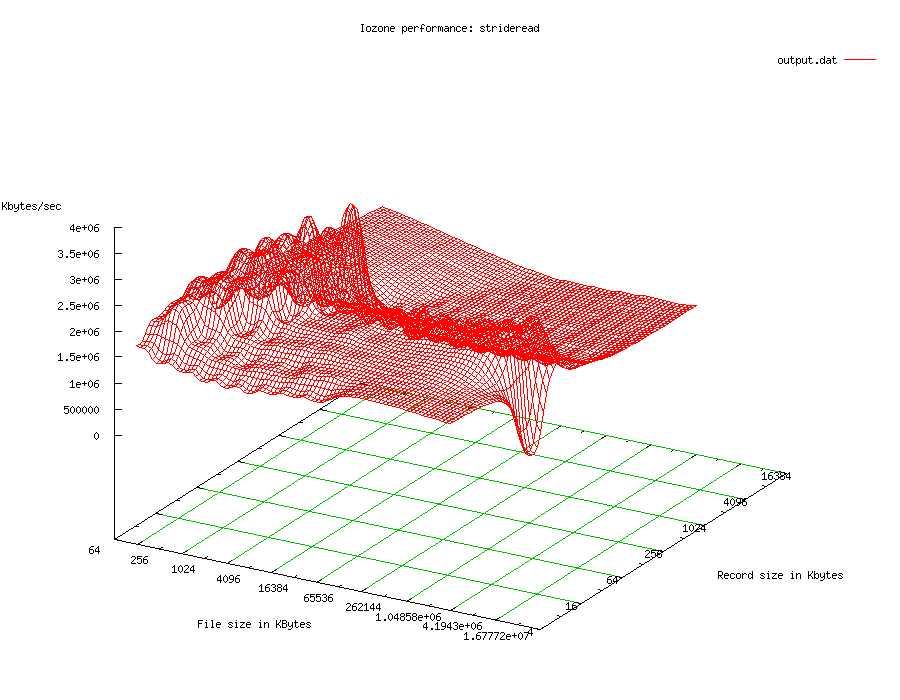 Iozone performance: strideread
output.dat
Kbytes/sec
4e+06
3.5e+06
3e+06
2.5e+06
2e+06
1.5e+06
1e+06
500000
0
64
256
1024
4096
16384
65536
262144
1.04858e+06
4.1943e+06
1.67772e+07
File size in KBytes
4
16
64
256
1024
4096
16384
Record size in Kbytes